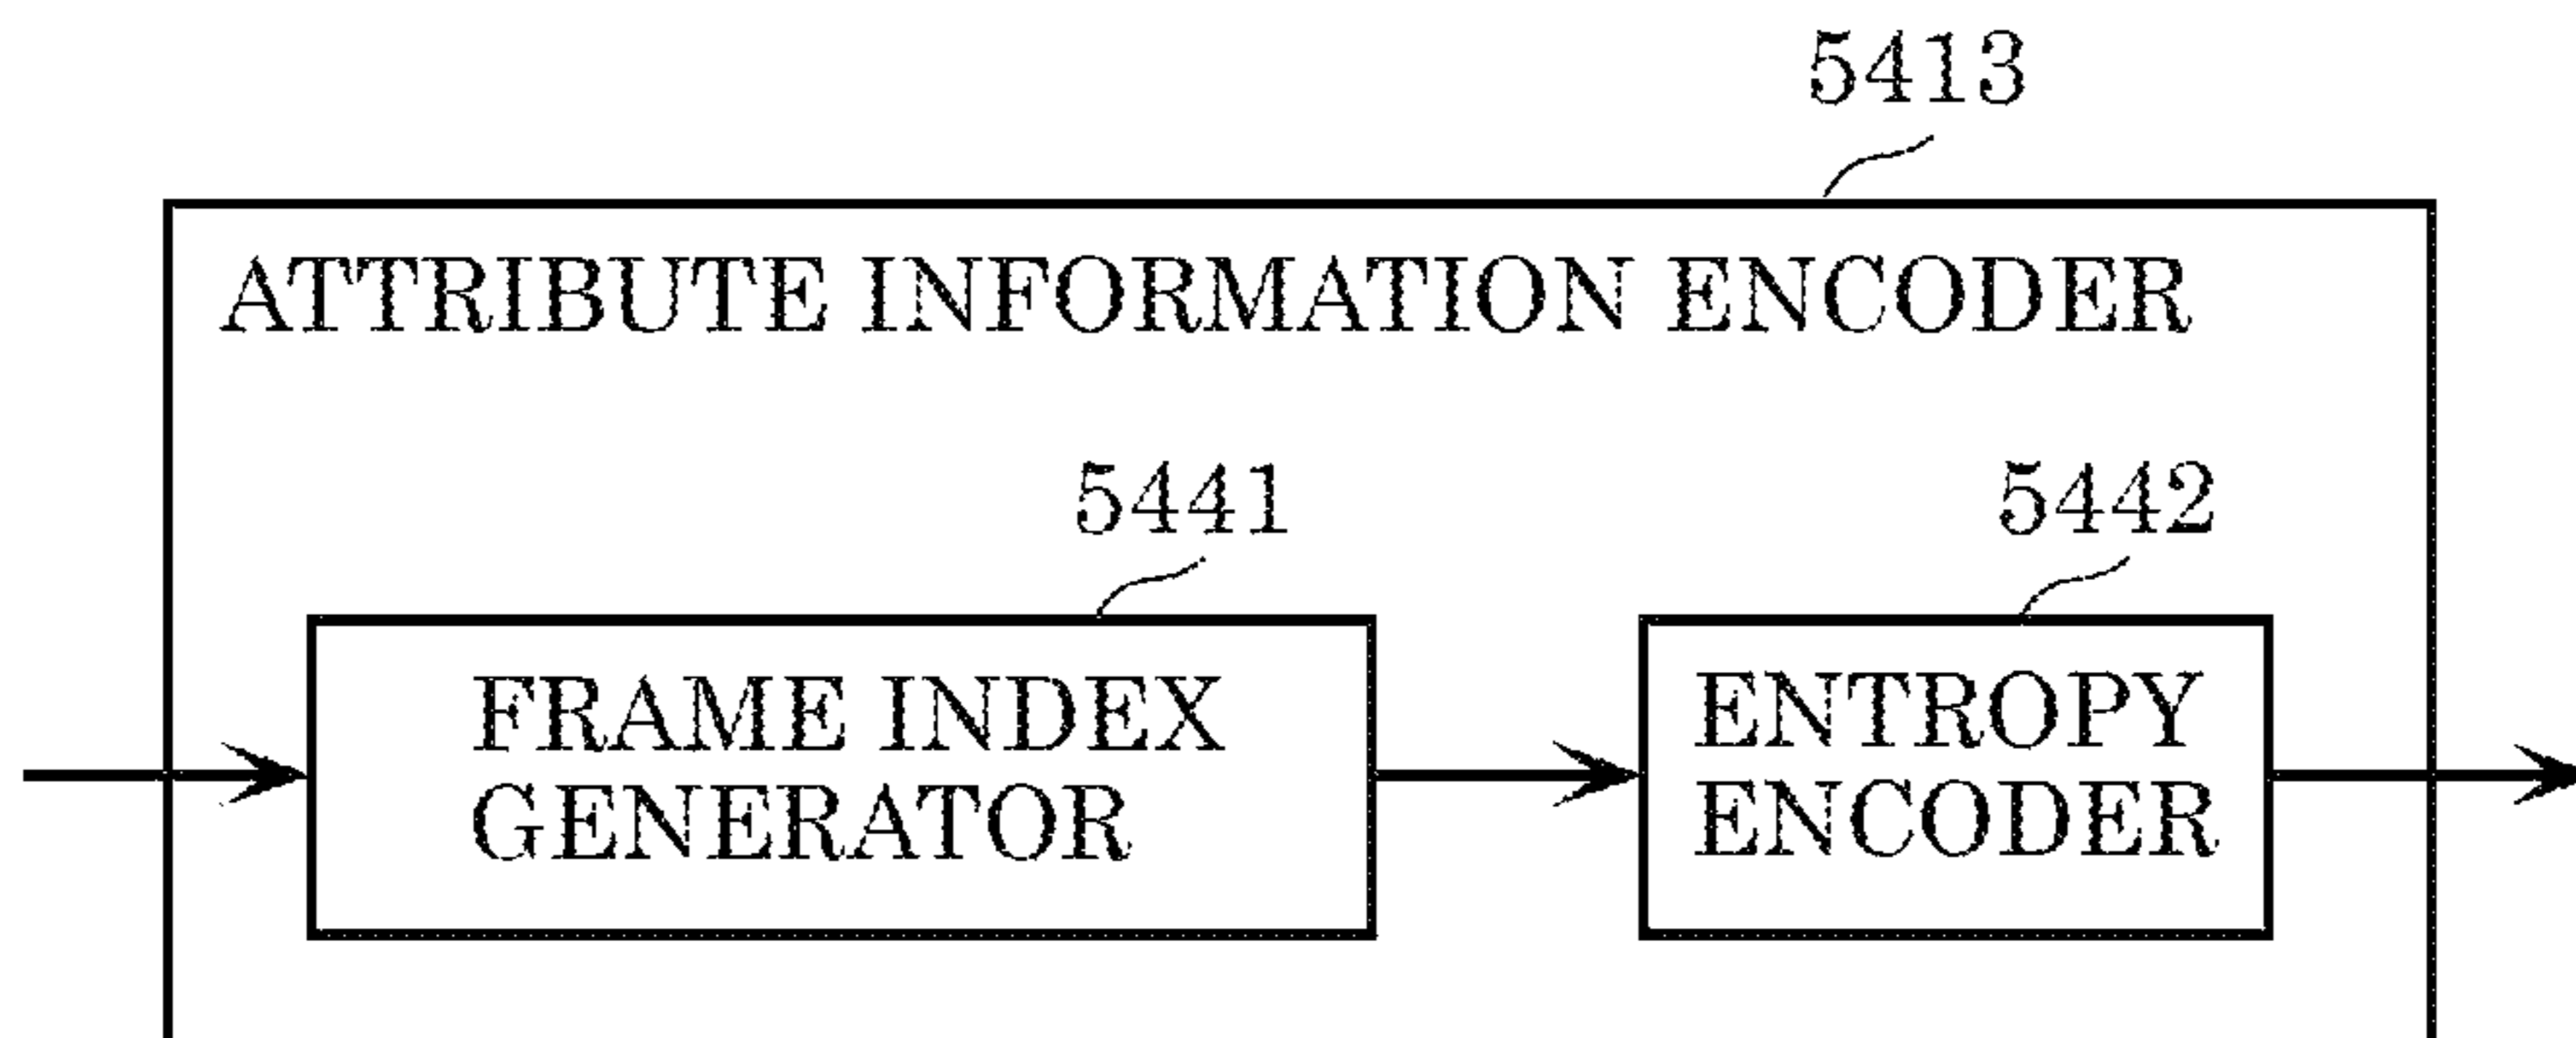 5413
ATTRIBUTE INFORMATION ENCODER
5441
5442
FRAME INDEX
GENERATOR
ENTROPY
ENCODER